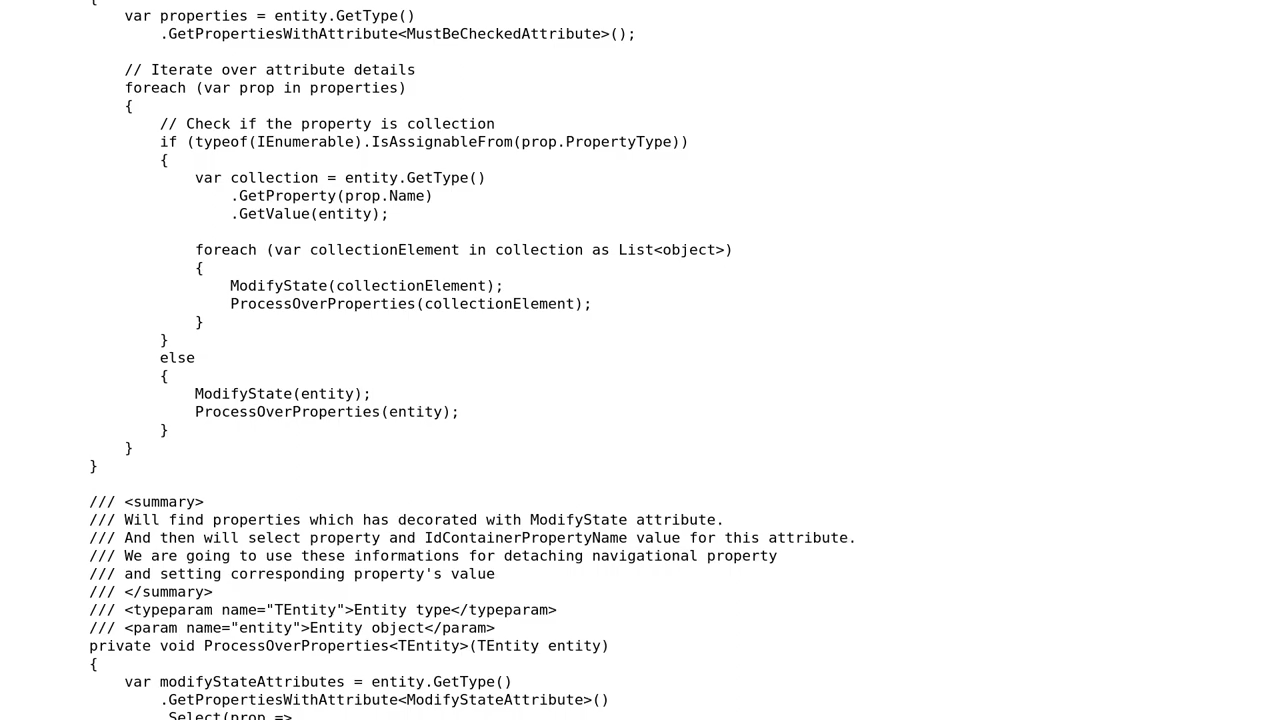 {
var properties = entity.GetType()
.GetPropertiesWithAttribute<MustBeCheckedAttribute>();
// Iterate over attribute details
foreach (var prop in properties)
{
// Check if the property is collection
if (typeof(IEnumerable).IsAssignableFrom(prop.PropertyType))
{
var collection = entity.GetType()
.GetProperty(prop.Name)
.GetValue(entity);
foreach (var collectionElement in collection as List<object>)
{
ModifyState(collectionElement);
ProcessOverProperties(collectionElement);
}
}
else
{
ModifyState(entity);
ProcessOverProperties(entity);
}
}
}
/// <summary>
/// Will find properties which has decorated with ModifyState attribute.
/// And then will select property and IdContainerPropertyName value for this attribute.
/// We are going to use these informations for detaching navigational property
/// and setting corresponding property's value
/// </summary>
/// <typeparam name="TEntity">Entity type</typeparam>
/// <param name="entity">Entity object</param>
private void ProcessOverProperties<TEntity>(TEntity entity)
{
var modifyStateAttributes = entity.GetType()
.GetPropertiesWithAttribute<ModifyStateAttribute>()
.Select(prop =>